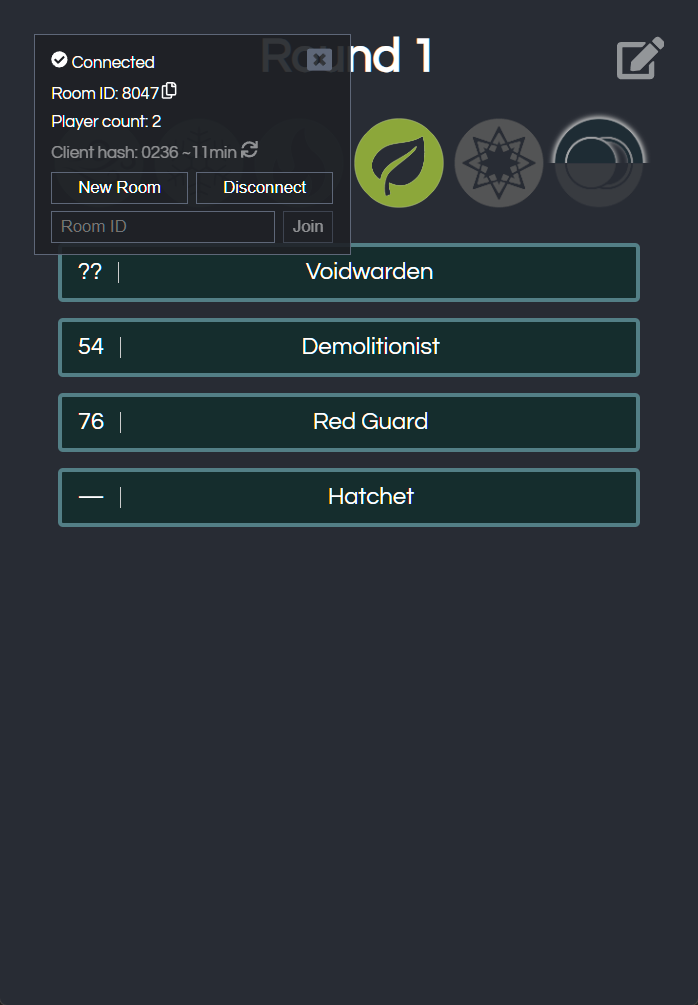 Round 1
Connected
Room ID: 8047
Player count: 2
Client hash: 0236 ~11min
New Room Disconnect
Room ID Join
?? | Voidwarden
54 | Demolitionist
76 | Red Guard
— | Hatchet